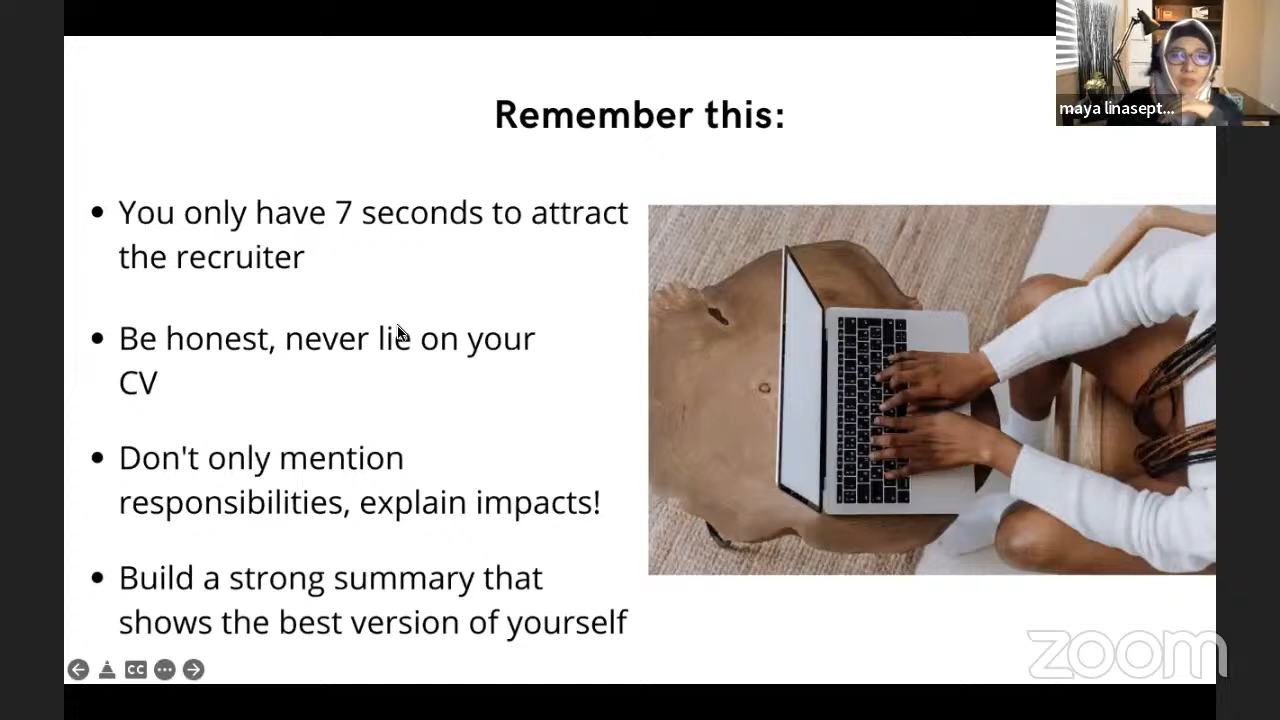 maya linasept...
Remember this:
• You only have 7 seconds to attract
the recruiter
• Be honest, never lie on your
CV
• Don't only mention
responsibilities, explain impacts!
• Build a strong summary that
shows the best version of yourself
CC
zoom